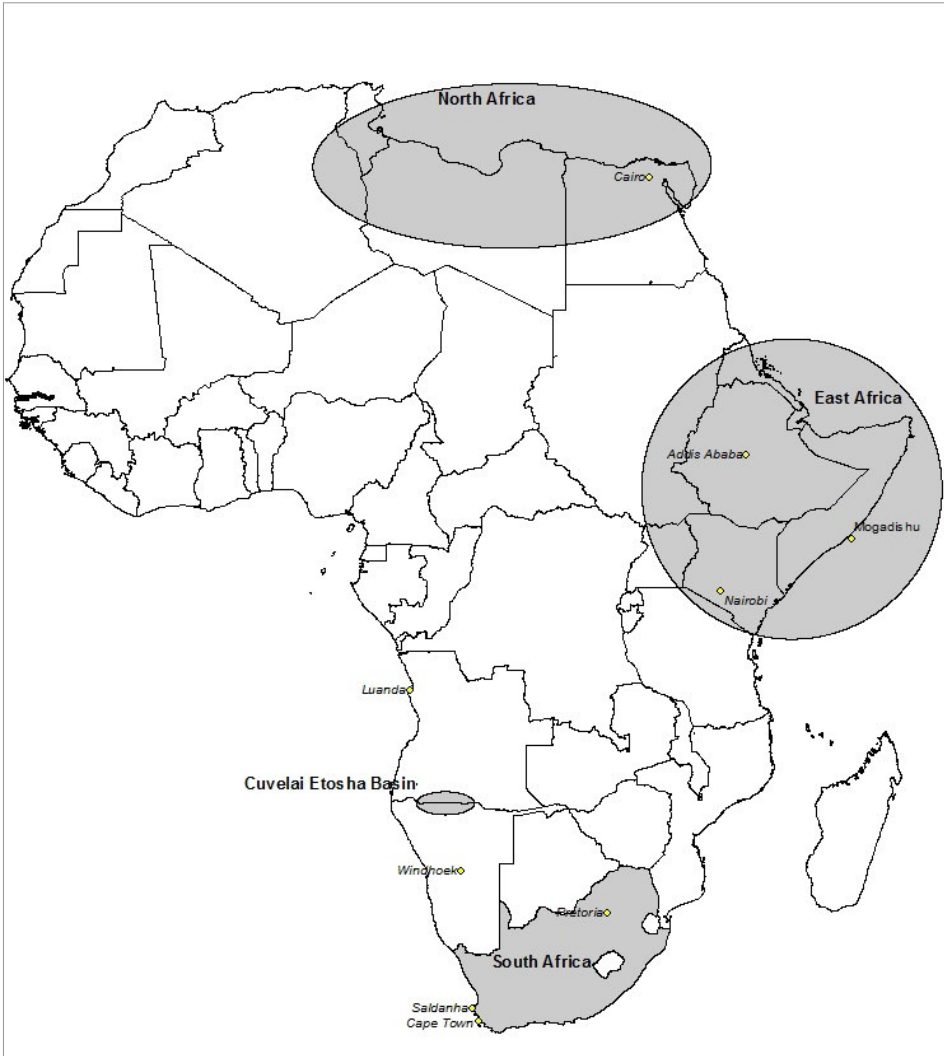 North Africa
Cairo
East Africa
Addis Ababa
Mogadishu
Nairobi
Luanda
Cuvelai Etosha Basin
Windhoek
Pretoria
South Africa
Saldanha
Cape Town